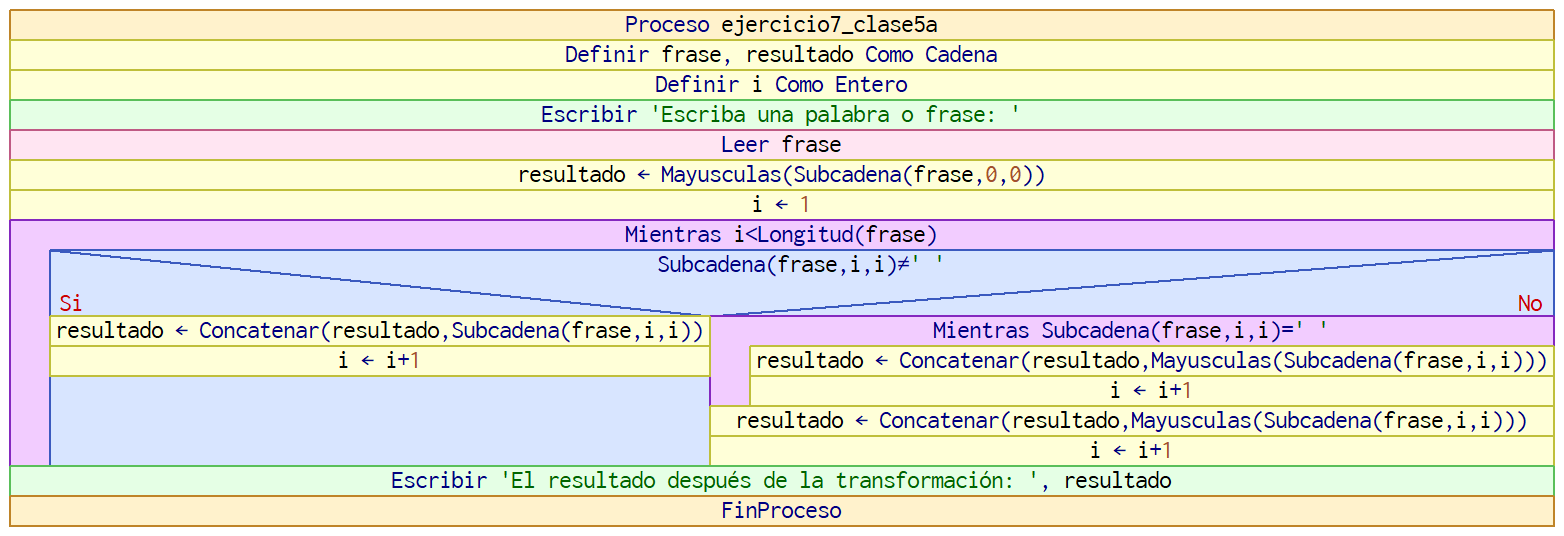 Proceso ejercicio7_clase5a
Definir frase, resultado Como Cadena
Definir i Como Entero
Escribir 'Escriba una palabra o frase: '
Leer frase
resultado ← Mayusculas(Subcadena(frase,0,0))
i ← 1
Mientras i<Longitud(frase)
Subcadena(frase,i,i)≠' '
Si
No
resultado ← Concatenar(resultado,Subcadena(frase,i,i))
i ← i+1
Mientras Subcadena(frase,i,i)=' '
resultado ← Concatenar(resultado,Mayusculas(Subcadena(frase,i,i)))
i ← i+1
resultado ← Concatenar(resultado,Mayusculas(Subcadena(frase,i,i)))
i ← i+1
Escribir 'El resultado después de la transformación: ', resultado
FinProceso